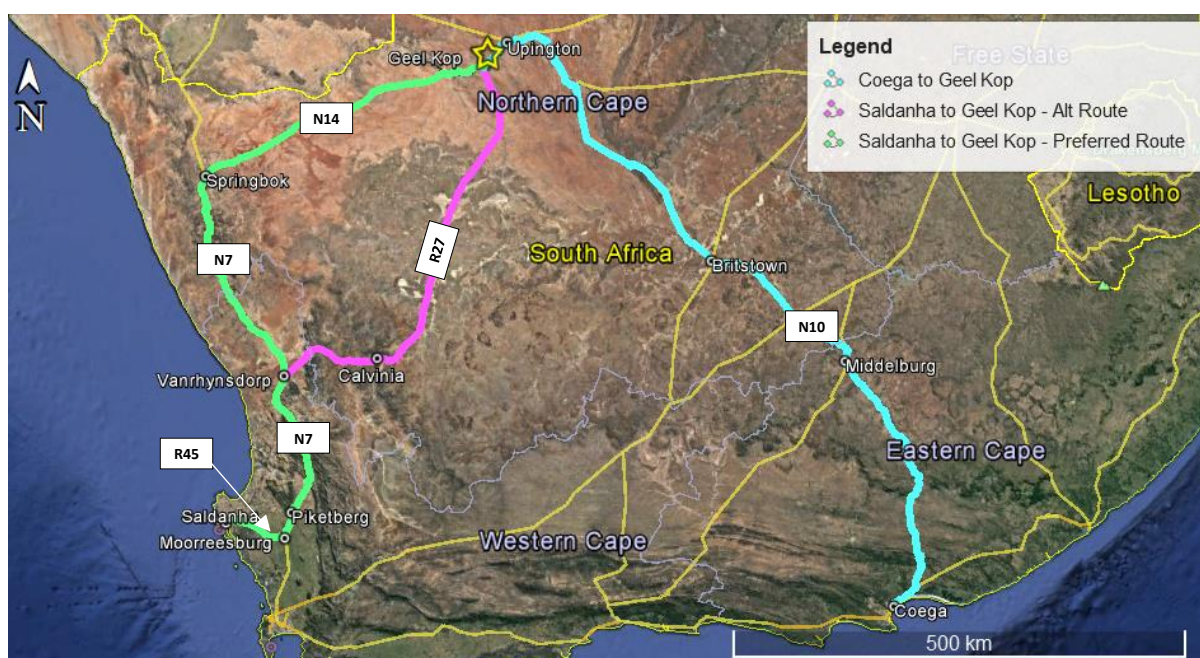 Legend
Coega to Geel Kop
Saldanha to Geel Kop - Alt Route
Saldanha to Geel Kop - Preferred Route
Free State
Lesotho
N
Geel Kop
Upington
Northern Cape
N14
Springbok
N7
R27
South Africa
Britstown
N10
Middelburg
Vanrhynsdorp
Calvinia
N7
R45
Eastern Cape
Saldanha
Piketberg
Moorreesburg
Western Cape
Coega
500 km